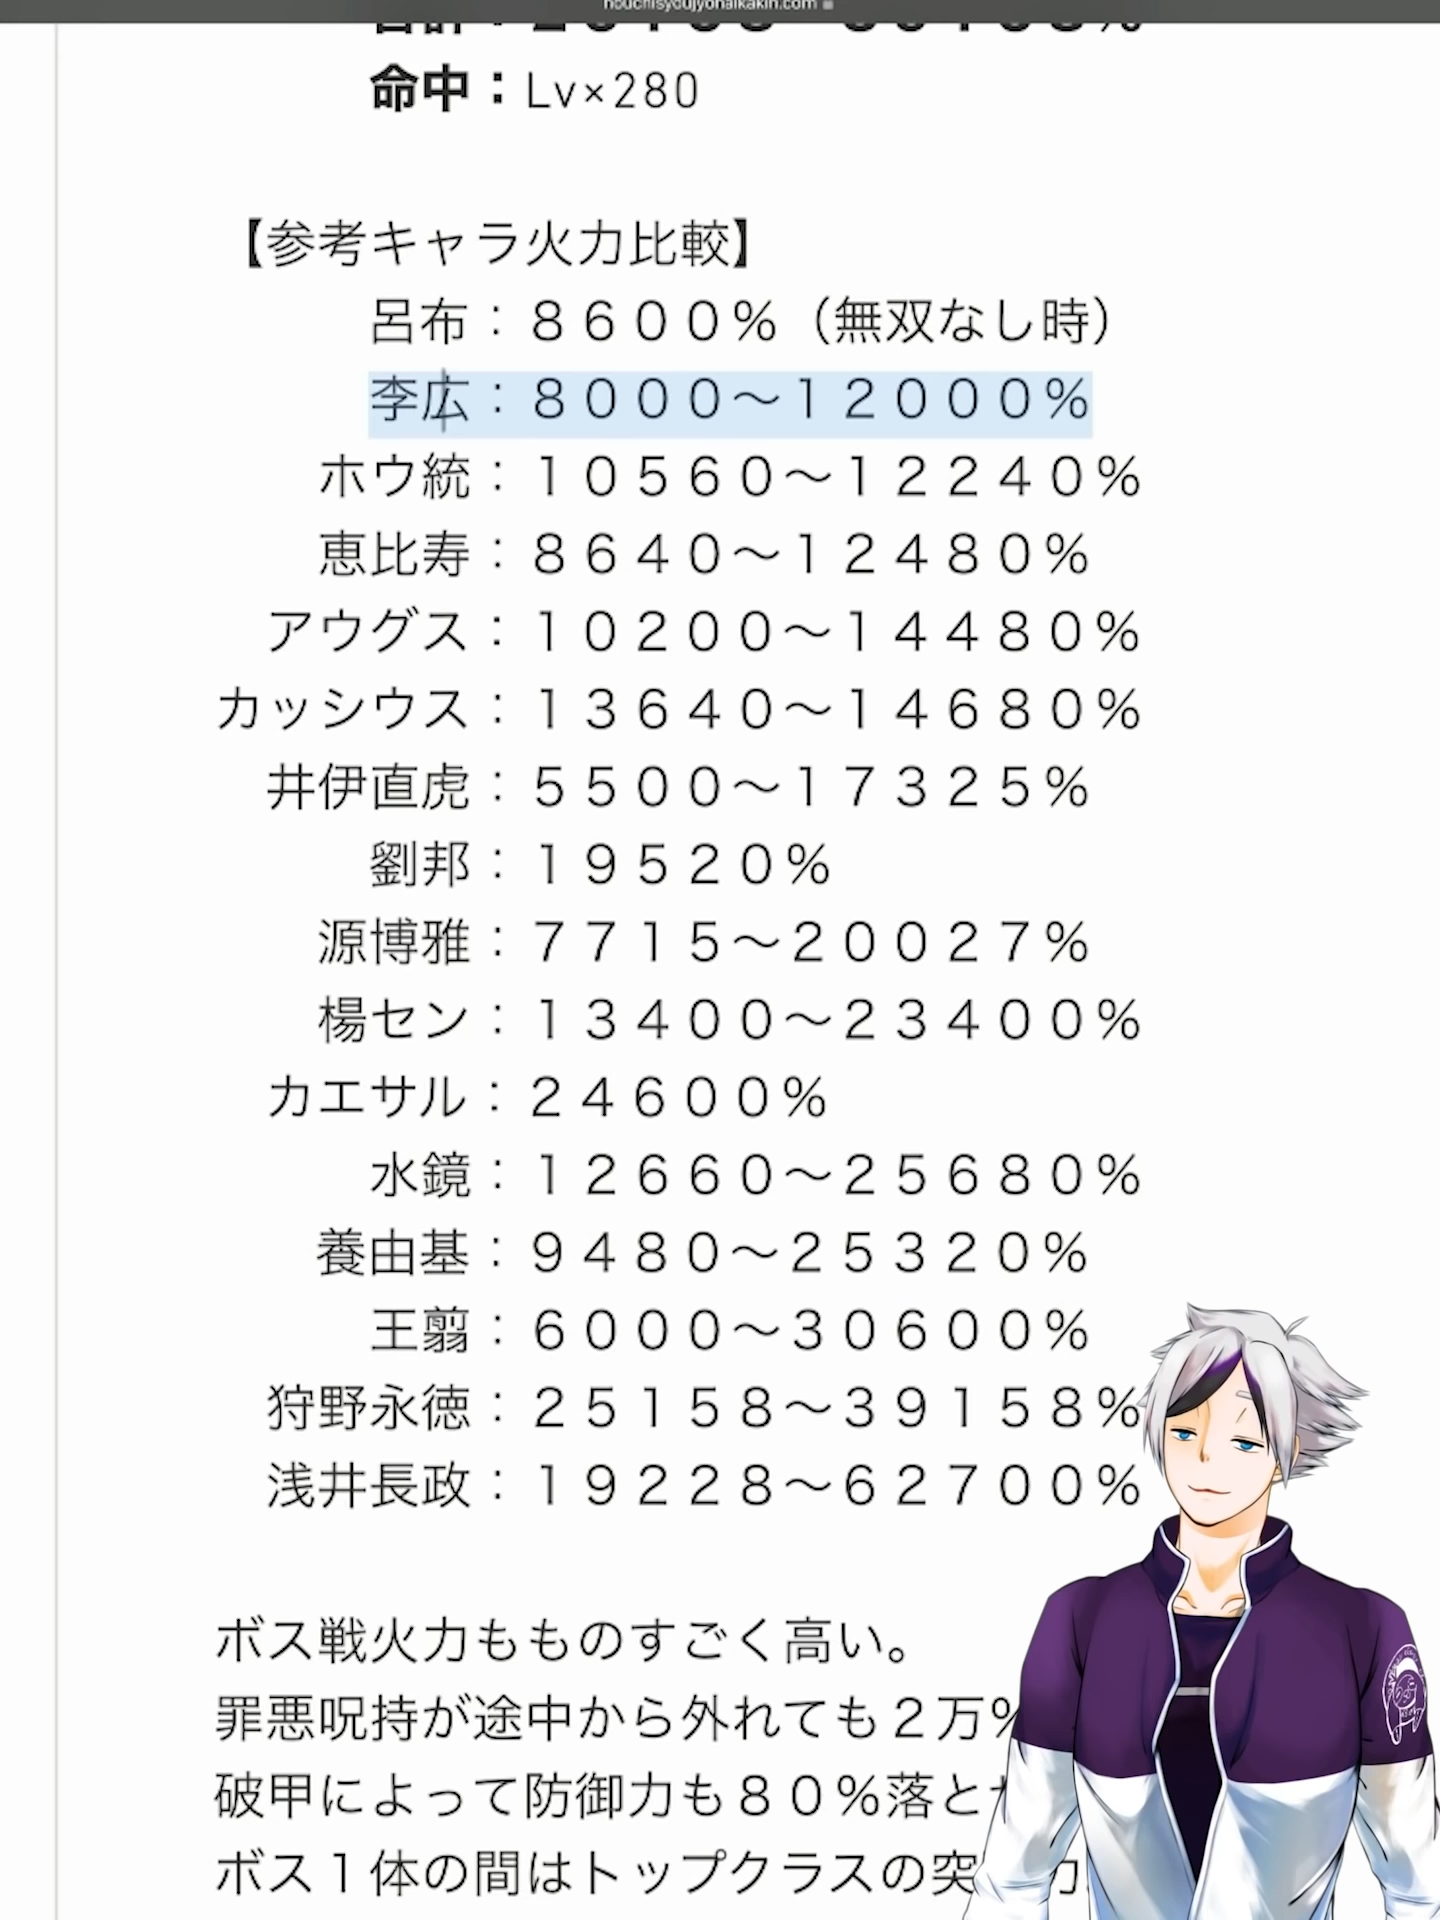 命中：Lv×280
【参考キャラ火力比較】
呂布：８６００％（無双なし時）
李広：８０００～１２０００％
ホウ統：１０５６０～１２２４０％
恵比寿：８６４０～１２４８０％
アウグス：１０２００～１４４８０％
カッシウス：１３６４０～１４６８０％
井伊直虎：５５００～１７３２５％
劉邦：１９５２０％
源博雅：７７１５～２００２７％
楊セン：１３４００～２３４００％
カエサル：２４６００％
水鏡：１２６６０～２５６８０％
養由基：９４８０～２５３２０％
王翦：６０００～３０６００％
狩野永徳：２５１５８～３９１５８％
浅井長政：１９２２８～６２７００％
ボス戦火力もものすごく高い。
罪悪呪持が途中から外れても２万％
破甲によって防御力も８０％落と
ボス１体の間はトップクラスの突